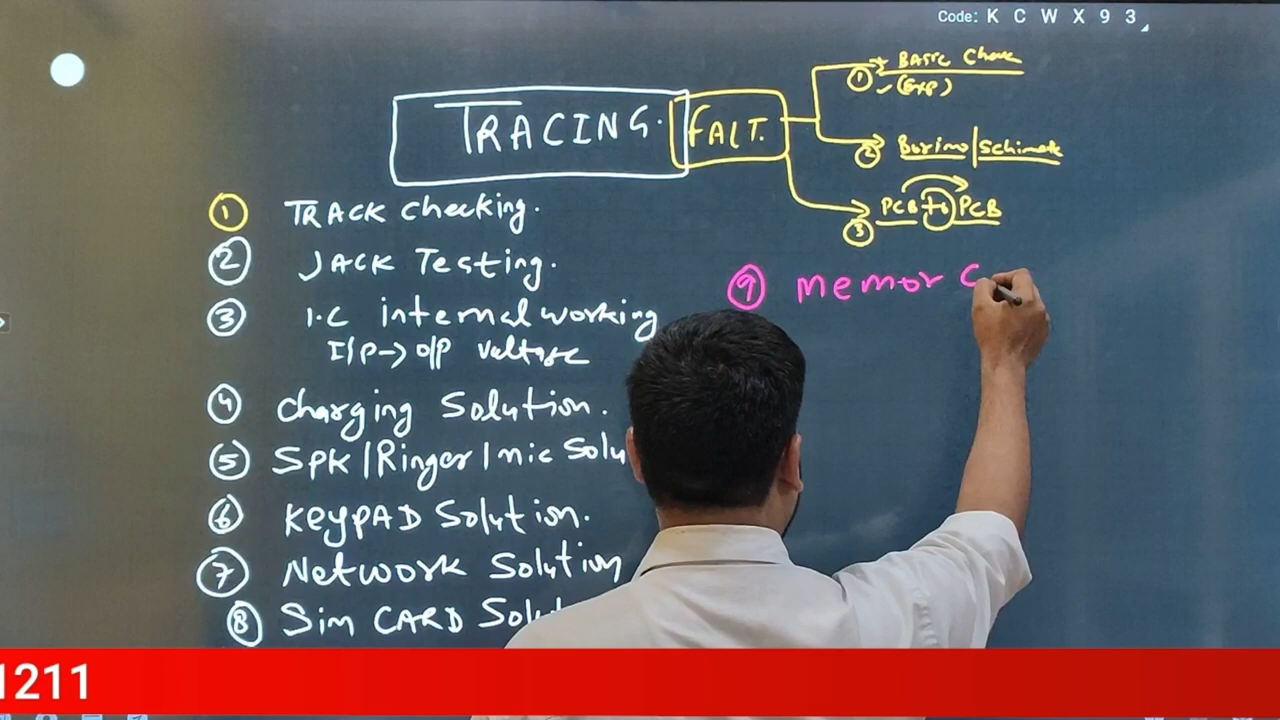 Code: K C W X 9 3
TRACING. FALT.
① BASIC Check
(Exp)
② Borino|Schimatic
③ PCB to PCB
① TRACK checking.
② JACK Testing.
③ I.C internal working
I/P→O/P Voltage
④ Charging Solution.
⑤ SPK/Ringer/mic Solu
⑥ KeyPAD Solution.
⑦ Network Solution
⑧ Sim CARD Solut
⑨ memor C
1211